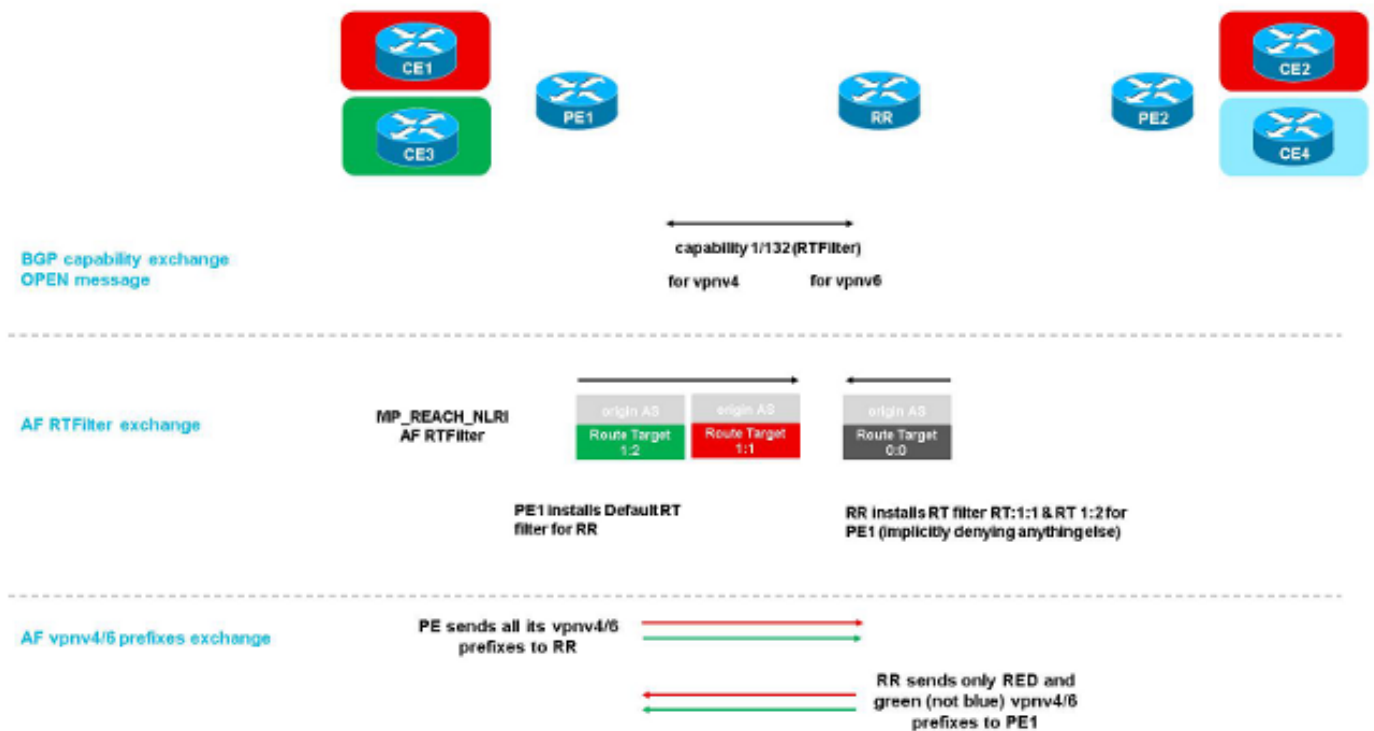 CE1
CE2
PE1
RR
PE2
CE3
CE4
BGP capability exchange
OPEN message
capability 1/132 (RTFilter)
for vpnv4
for vpnv6
AF RTFilter exchange
MP_REACH_NLRI
AF RTFilter
origin AS
Route Target
1:2
origin AS
Route Target
1:1
origin AS
Route Target
0:0
PE1 installs Default RT
filter for RR
RR installs RT filter RT:1:1 & RT 1:2 for
PE1 (implicitly denying anything else)
AF vpnv4/6 prefixes exchange
PE sends all its vpnv4/6
prefixes to RR
RR sends only RED and
green (not blue) vpnv4/6
prefixes to PE1